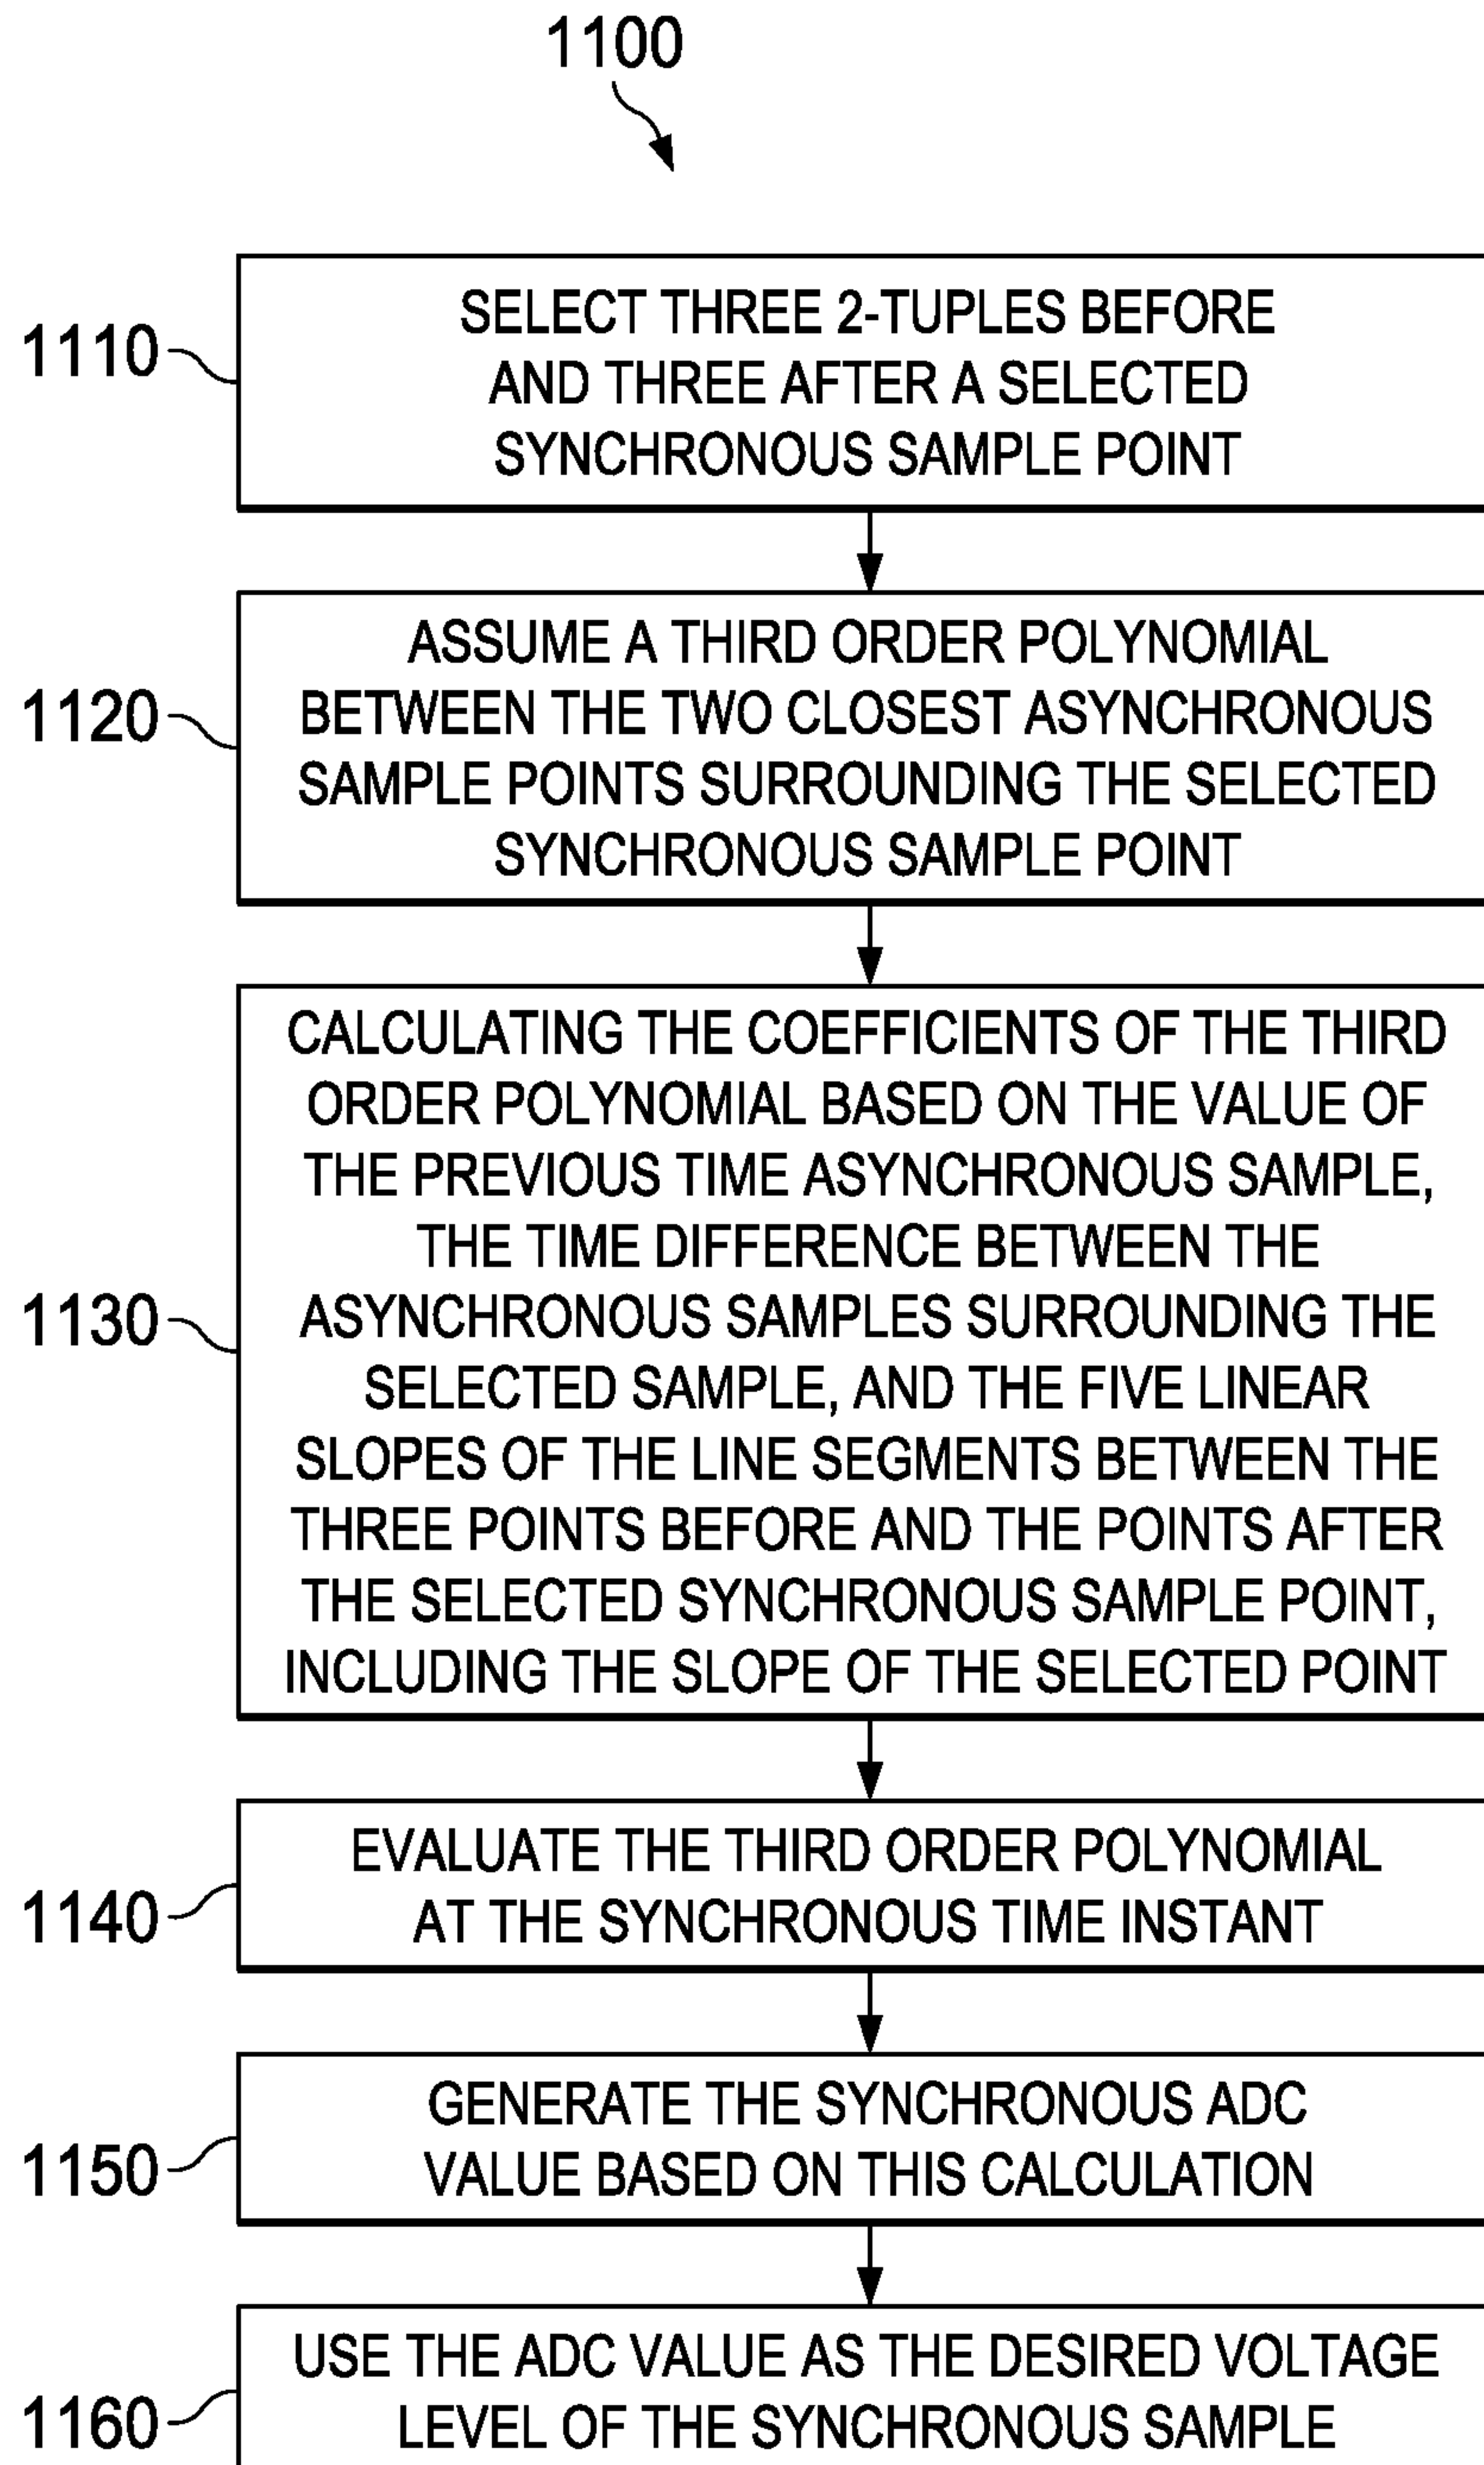 1100
1110
SELECT THREE 2-TUPLES BEFORE
AND THREE AFTER A SELECTED
SYNCHRONOUS SAMPLE POINT
1120
ASSUME A THIRD ORDER POLYNOMIAL
BETWEEN THE TWO CLOSEST ASYNCHRONOUS
SAMPLE POINTS SURROUNDING THE SELECTED
SYNCHRONOUS SAMPLE POINT
1130
CALCULATING THE COEFFICIENTS OF THE THIRD
ORDER POLYNOMIAL BASED ON THE VALUE OF
THE PREVIOUS TIME ASYNCHRONOUS SAMPLE,
THE TIME DIFFERENCE BETWEEN THE
ASYNCHRONOUS SAMPLES SURROUNDING THE
SELECTED SAMPLE, AND THE FIVE LINEAR
SLOPES OF THE LINE SEGMENTS BETWEEN THE
THREE POINTS BEFORE AND THE POINTS AFTER
THE SELECTED SYNCHRONOUS SAMPLE POINT,
INCLUDING THE SLOPE OF THE SELECTED POINT
1140
EVALUATE THE THIRD ORDER POLYNOMIAL
AT THE SYNCHRONOUS TIME INSTANT
1150
GENERATE THE SYNCHRONOUS ADC
VALUE BASED ON THIS CALCULATION
1160
USE THE ADC VALUE AS THE DESIRED VOLTAGE
LEVEL OF THE SYNCHRONOUS SAMPLE